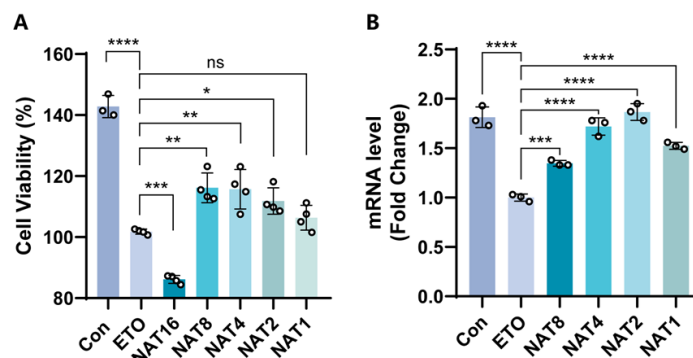 A
Cell Viability (%)
160
140
120
100
80
****
ns
*
**
**
***
Con
ETO
NAT16
NAT8
NAT4
NAT2
NAT1
B
mRNA level
(Fold Change)
2.5
2.0
1.5
1.0
0.5
0.0
****
****
****
****
***
Con
ETO
NAT8
NAT4
NAT2
NAT1